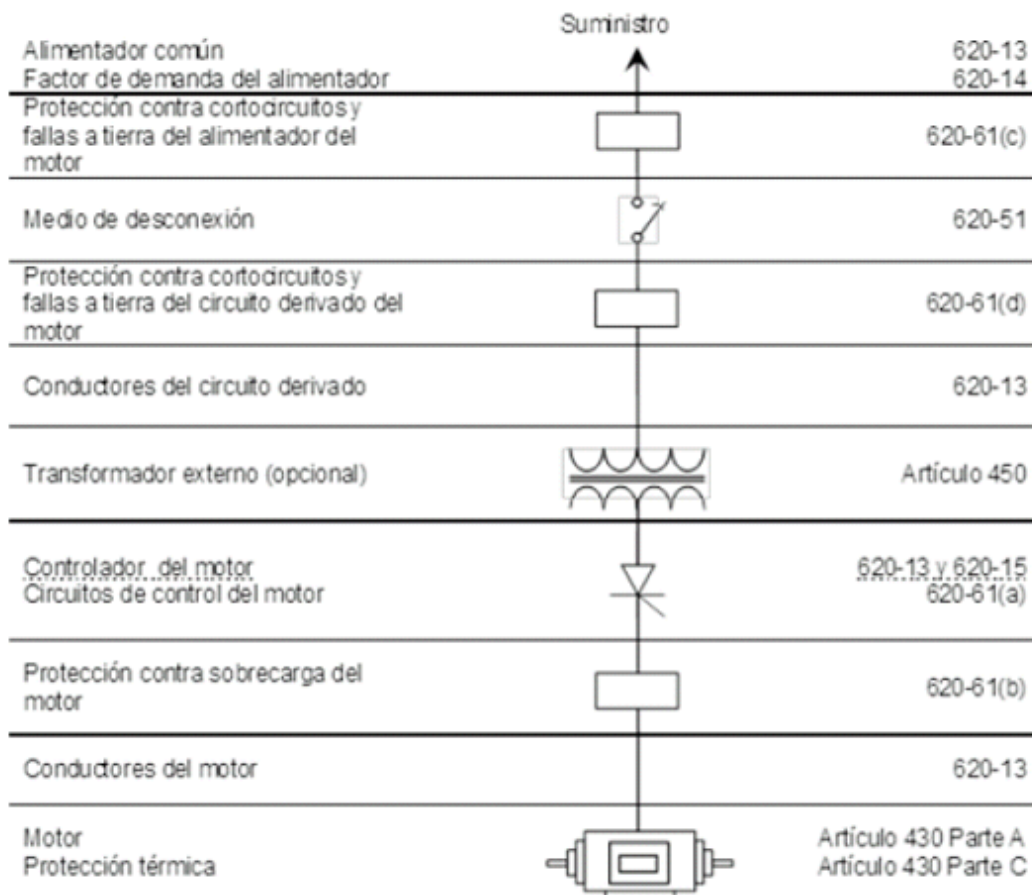 Suministro
Alimentador común 620-13
Factor de demanda del alimentador 620-14
Protección contra cortocircuitos y
fallas a tierra del alimentador del 620-61(c)
motor
Medio de desconexión 620-51
Protección contra cortocircuitos y
fallas a tierra del circuito derivado del 620-61(d)
motor
Conductores del circuito derivado 620-13
Transformador externo (opcional) Artículo 450
Controlador del motor 620-13 y 620-15
Circuitos de control del motor 620-61(a)
Protección contra sobrecarga del
motor 620-61(b)
Conductores del motor 620-13
Motor Artículo 430 Parte A
Protección térmica Artículo 430 Parte C